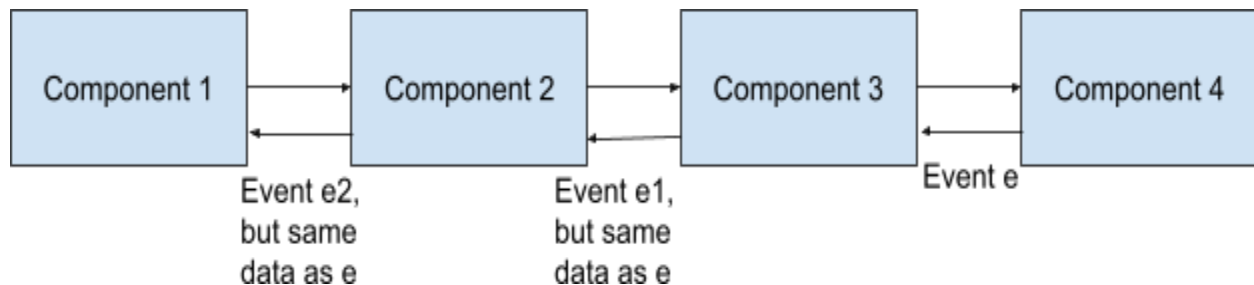 Component 1
Component 2
Component 3
Component 4
Event e2,
but same
data as e
Event e1,
but same
data as e
Event e